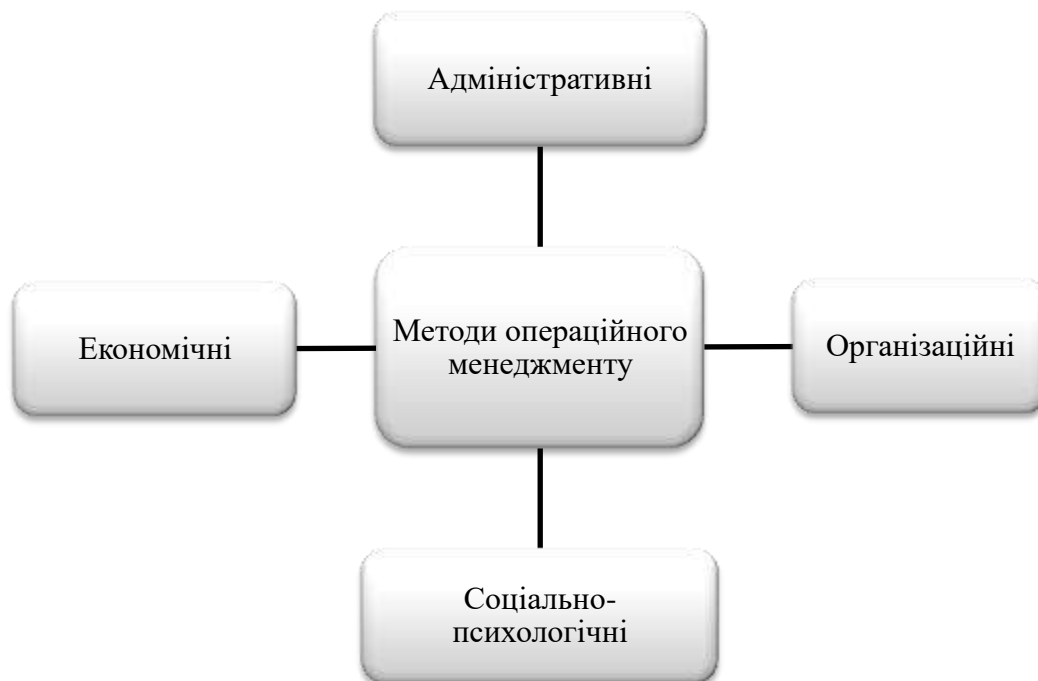 Адміністративні
Економічні
Методи операційного
менеджменту
Організаційні
Соціально-
психологічні